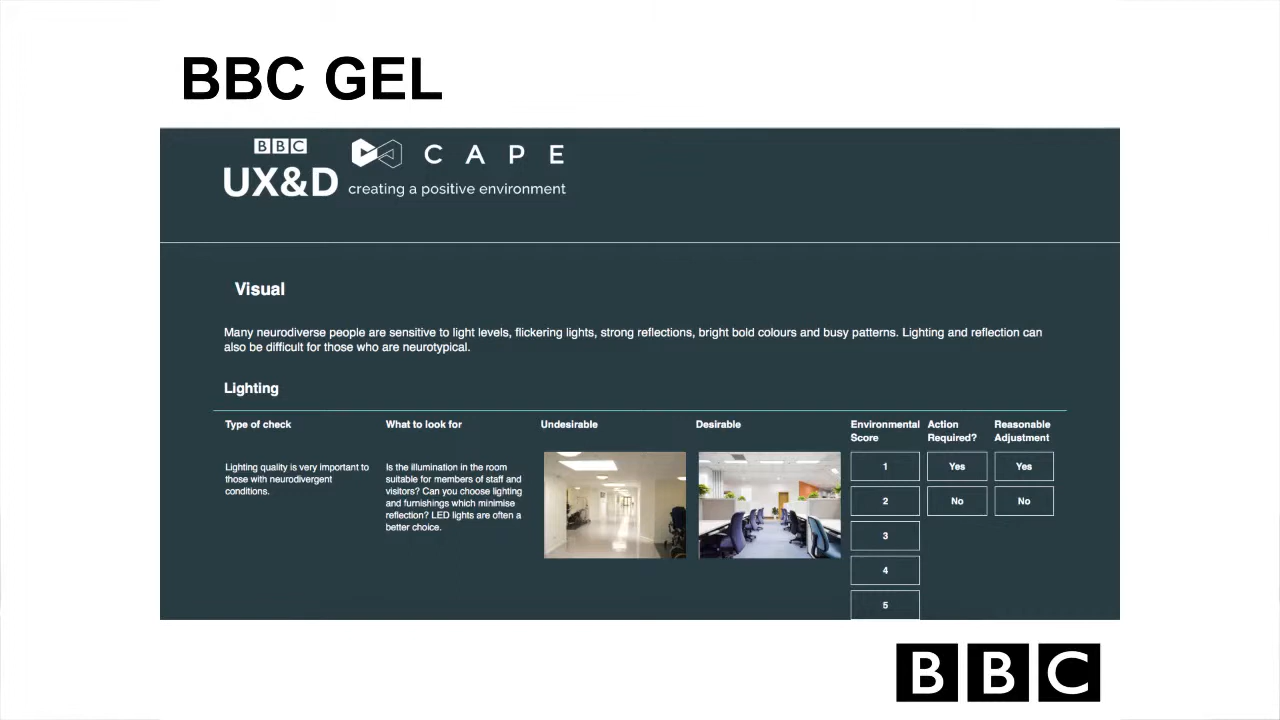 BBC GEL
BBC
UX&D
CAPE
creating a positive environment
Visual
Many neurodiverse people are sensitive to light levels, flickering lights, strong reflections, bright bold colours and busy patterns. Lighting and reflection can
also be difficult for those who are neurotypical.
Lighting
Type of check
What to look for
Undesirable
Desirable
Environmental
Score
Action
Required?
Reasonable
Adjustment
Lighting quality is very important to
those with neurodivergent
conditions.
Is the illumination in the room
suitable for members of staff and
visitors? Can you choose lighting
and furnishings which minimise
reflection? LED lights are often a
better choice.
1
2
3
4
5
Yes
No
Yes
No
BBC